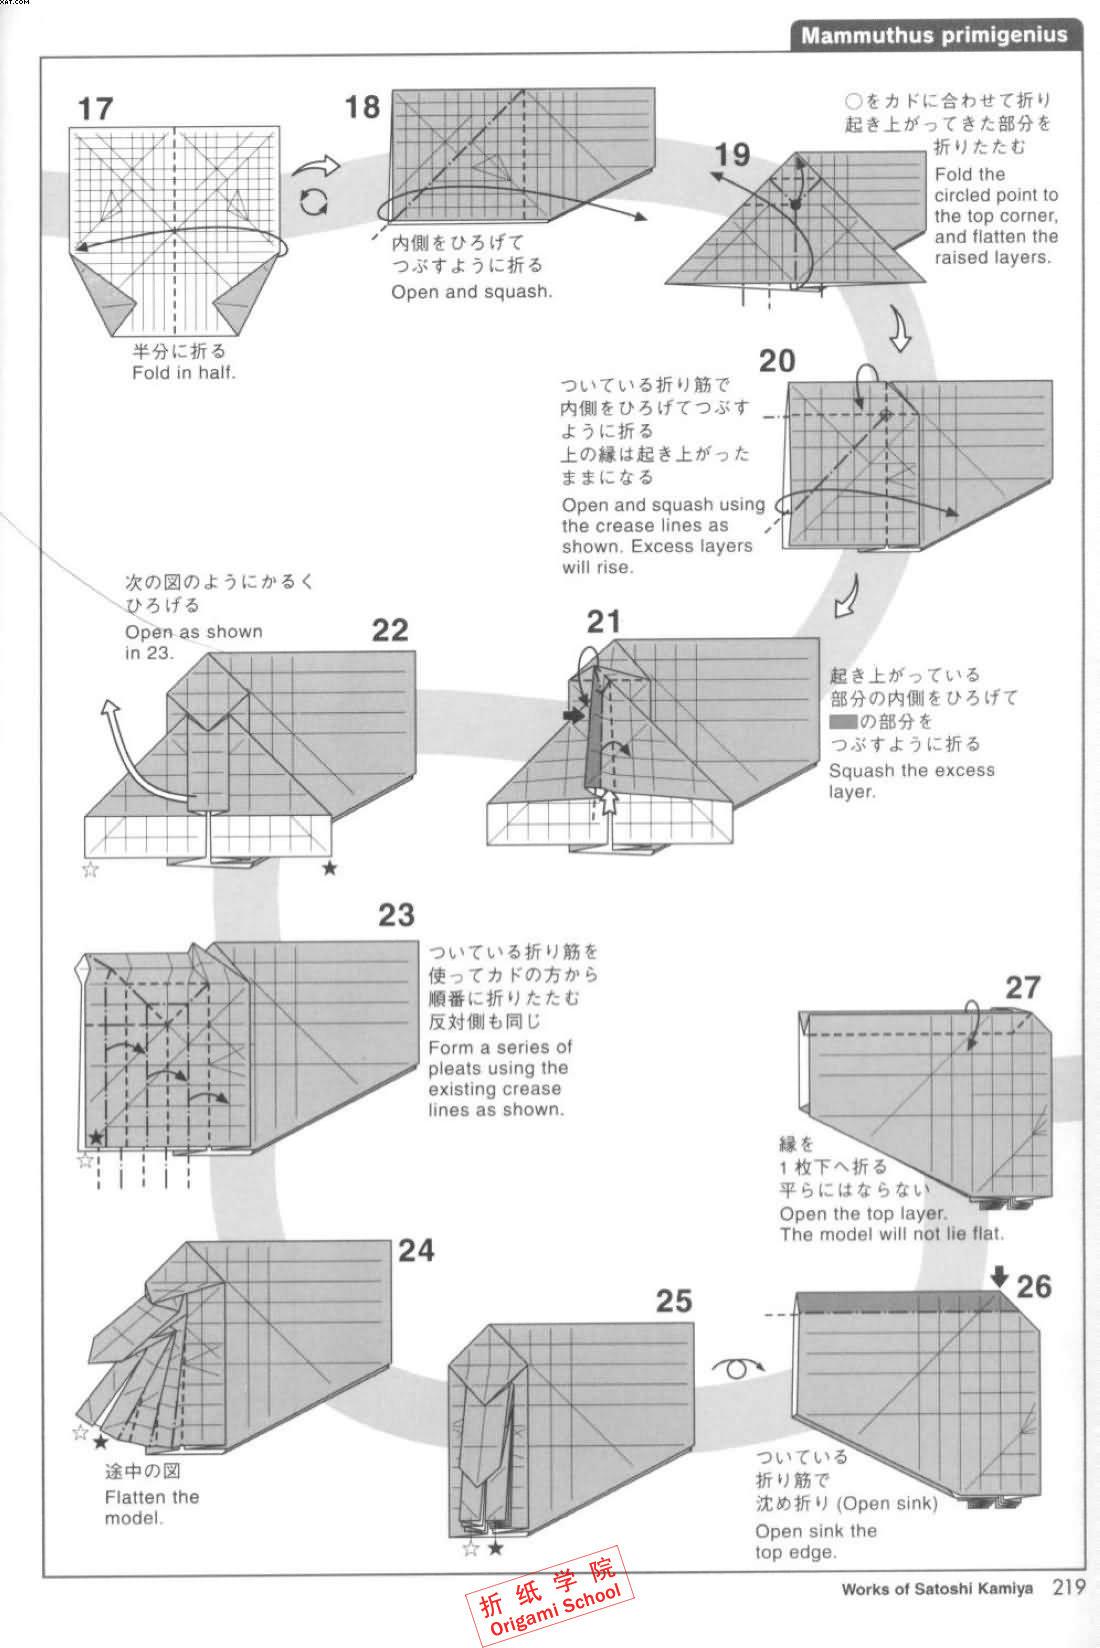 XAT.COM
Mammuthus primigenius
17
半分に折る
Fold in half.
18
内側をひろげて
つぶすように折る
Open and squash.
19
○をカドに合わせて折り
起き上がってきた部分を
折りたたむ
Fold the
circled point to
the top corner,
and flatten the
raised layers.
20
ついている折り筋で
内側をひろげてつぶす
ように折る
上の縁は起き上がった
ままになる
Open and squash using
the crease lines as
shown. Excess layers
will rise.
21
起き上がっている
部分の内側をひろげて
の部分を
つぶすように折る
Squash the excess
layer.
22
次の図のようにかるく
ひろげる
Open as shown
in 23.
23
ついている折り筋を
使ってカドの方から
順番に折りたたむ
反対側も同じ
Form a series of
pleats using the
existing crease
lines as shown.
24
途中の図
Flatten the
model.
25
26
ついている
折り筋で
沈め折り (Open sink)
Open sink the
top edge.
27
縁を
1枚下へ折る
平らにはならない
Open the top layer.
The model will not lie flat.
折纸学院
Origami School
Works of Satoshi Kamiya 219